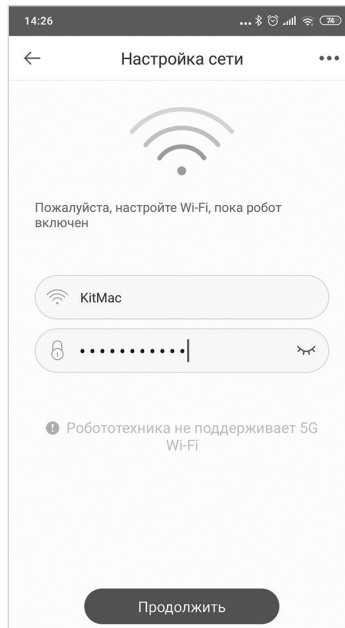 14:26
74
Настройка сети
Пожалуйста, настройте Wi-Fi, пока робот
включен
KitMac
Робототехника не поддерживает 5G
Wi-Fi
Продолжить